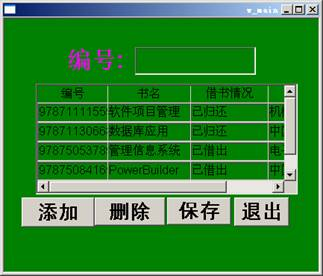 w_main
编号:
编号 书名 借书情况
9787111155 软件项目管理 已归还 机
9787113066 数据库应用 已归还 中
9787505378 管理信息系统 已借出 电
9787508416 PowerBuilder 已借出 中
添加 删除 保存 退出